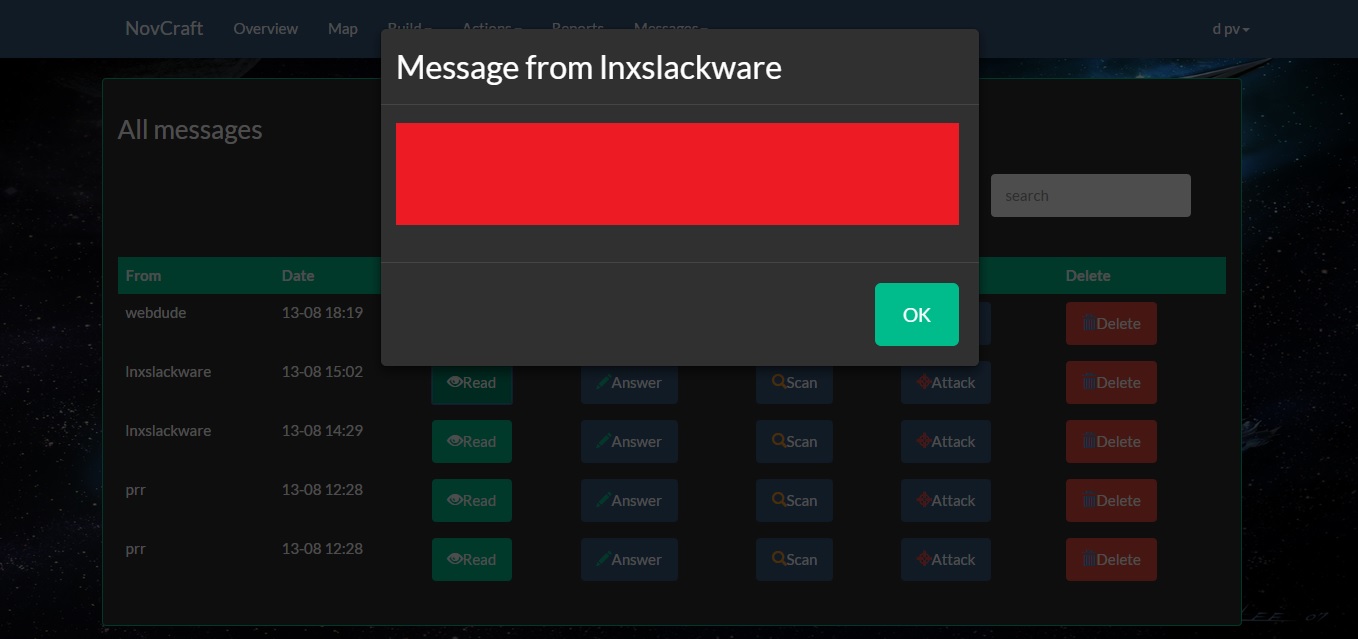 NovCraft Overview Map Build Actions Reports Messages d pv
Message from lnxslackware
All messages
search
OK
From Date Delete
webdude 13-08 18:19 Delete
lnxslackware 13-08 15:02 Read Answer Scan Attack Delete
lnxslackware 13-08 14:29 Read Answer Scan Attack Delete
prr 13-08 12:28 Read Answer Scan Attack Delete
prr 13-08 12:28 Read Answer Scan Attack Delete